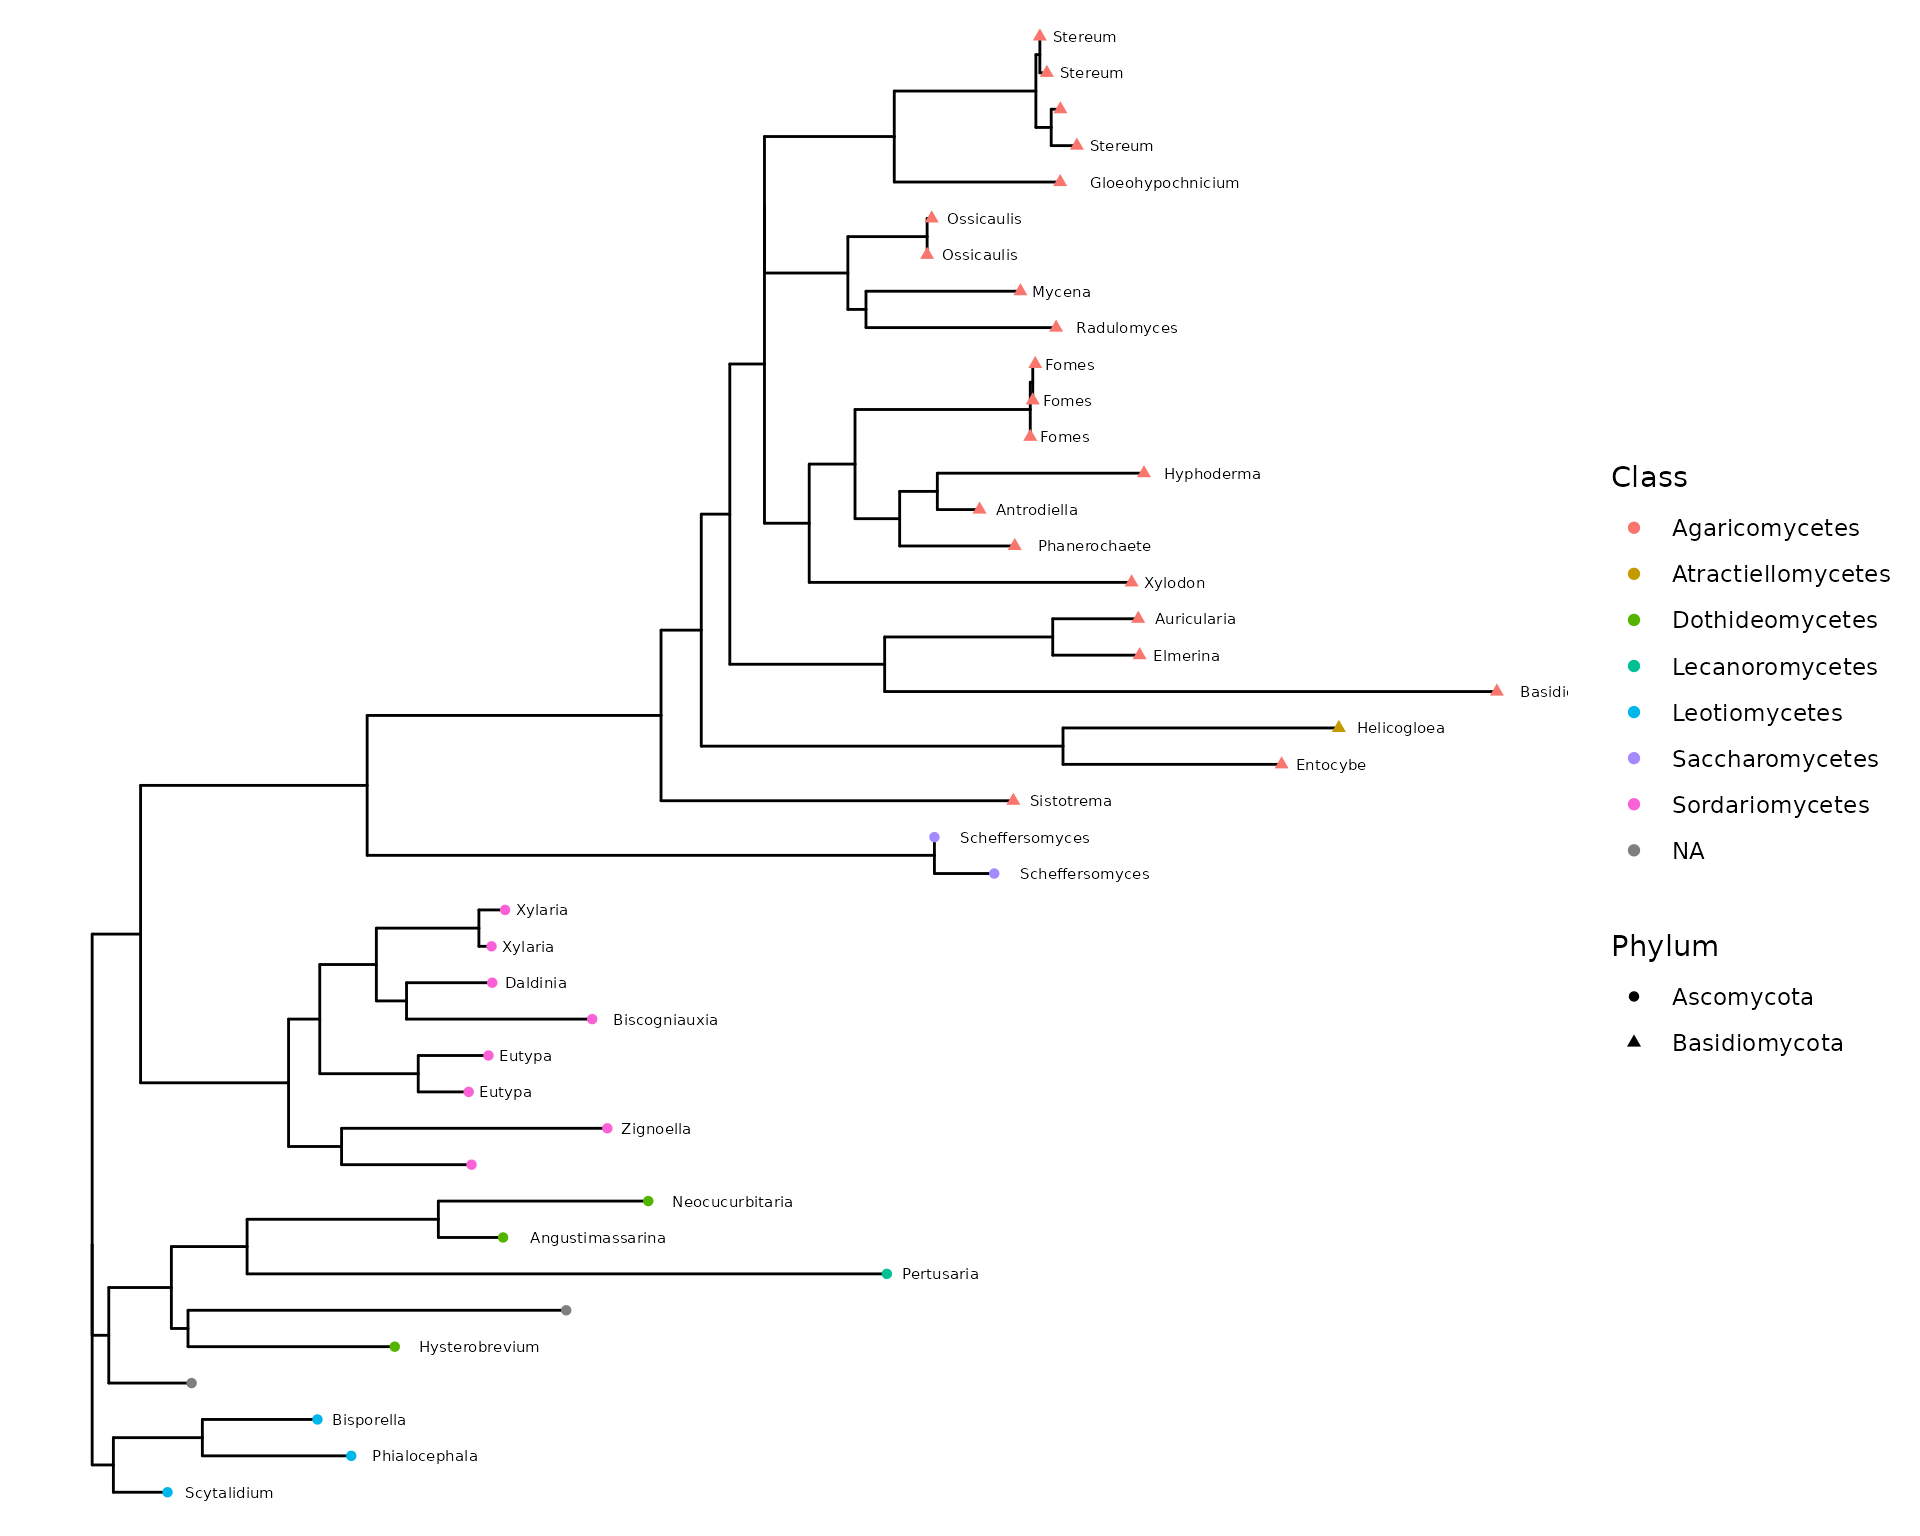 Stereum
Stereum
Stereum
Gloeohypochnicium
Ossicaulis
Ossicaulis
Mycena
Radulomyces
Fomes
Fomes
Fomes
Hyphoderma
Antrodiella
Phanerochaete
Xylodon
Auricularia
Elmerina
Helicogloea
Entocybe
Sistotrema
Scheffersomyces
Scheffersomyces
Xylaria
Xylaria
Daldinia
Biscogniauxia
Eutypa
Eutypa
Zignoella
Neocucurbitaria
Angustimassarina
Pertusaria
Hysterobrevium
Bisporella
Phialocephala
Scytalidium
Class
Agaricomycetes
Atractiellomycetes
Dothideomycetes
Lecanoromycetes
Leotiomycetes
Saccharomycetes
Sordariomycetes
NA
Phylum
Ascomycota
Basidiomycota